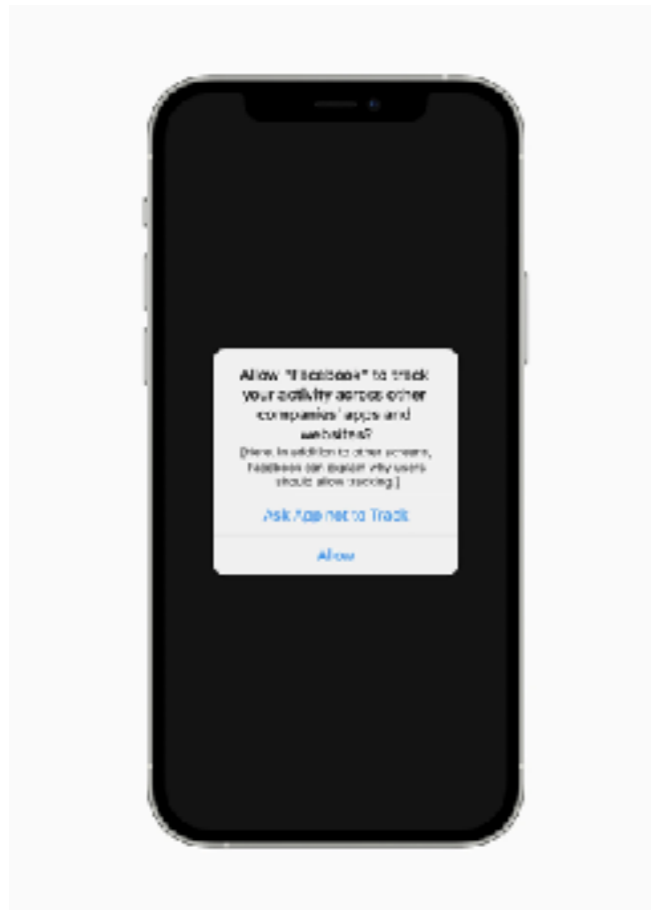 Allow "Facebook" to track
your activity across other
companies' apps and
websites?
[Here, in addition to other screens,
Facebook can explain why users
should allow tracking.]
Ask App not to Track
Allow